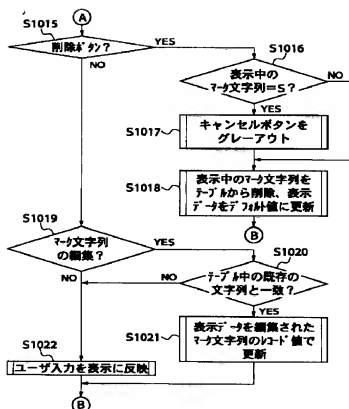 A
S1015
削除ボタン?
YES
NO
S1016
表示中の
マーク文字列=S?
NO
YES
S1017
キャンセルボタンを
グレーアウト
S1018
表示中のマーク文字列を
テーブルから削除、表示
データをデフォルト値に更新
B
S1019
マーク文字列
の編集?
YES
NO
S1020
テーブル中の既存の
文字列と一致?
NO
YES
S1021
表示データを編集された
マーク文字列のレコード値で
更新
S1022
ユーザ入力を表示に反映
B